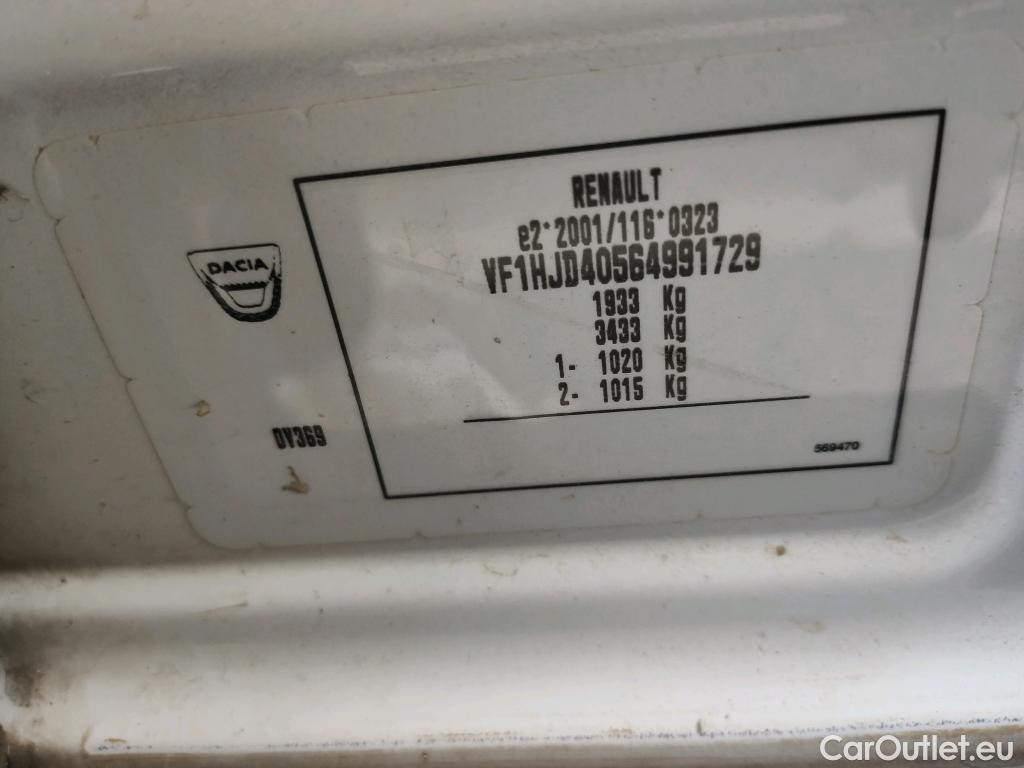 RENAULT
e2*2001/116*0323
VF1HJD40564991729
1933 Kg
3433 Kg
1- 1020 Kg
2- 1015 Kg
DACIA
0V369
569470
CarOutlet.eu